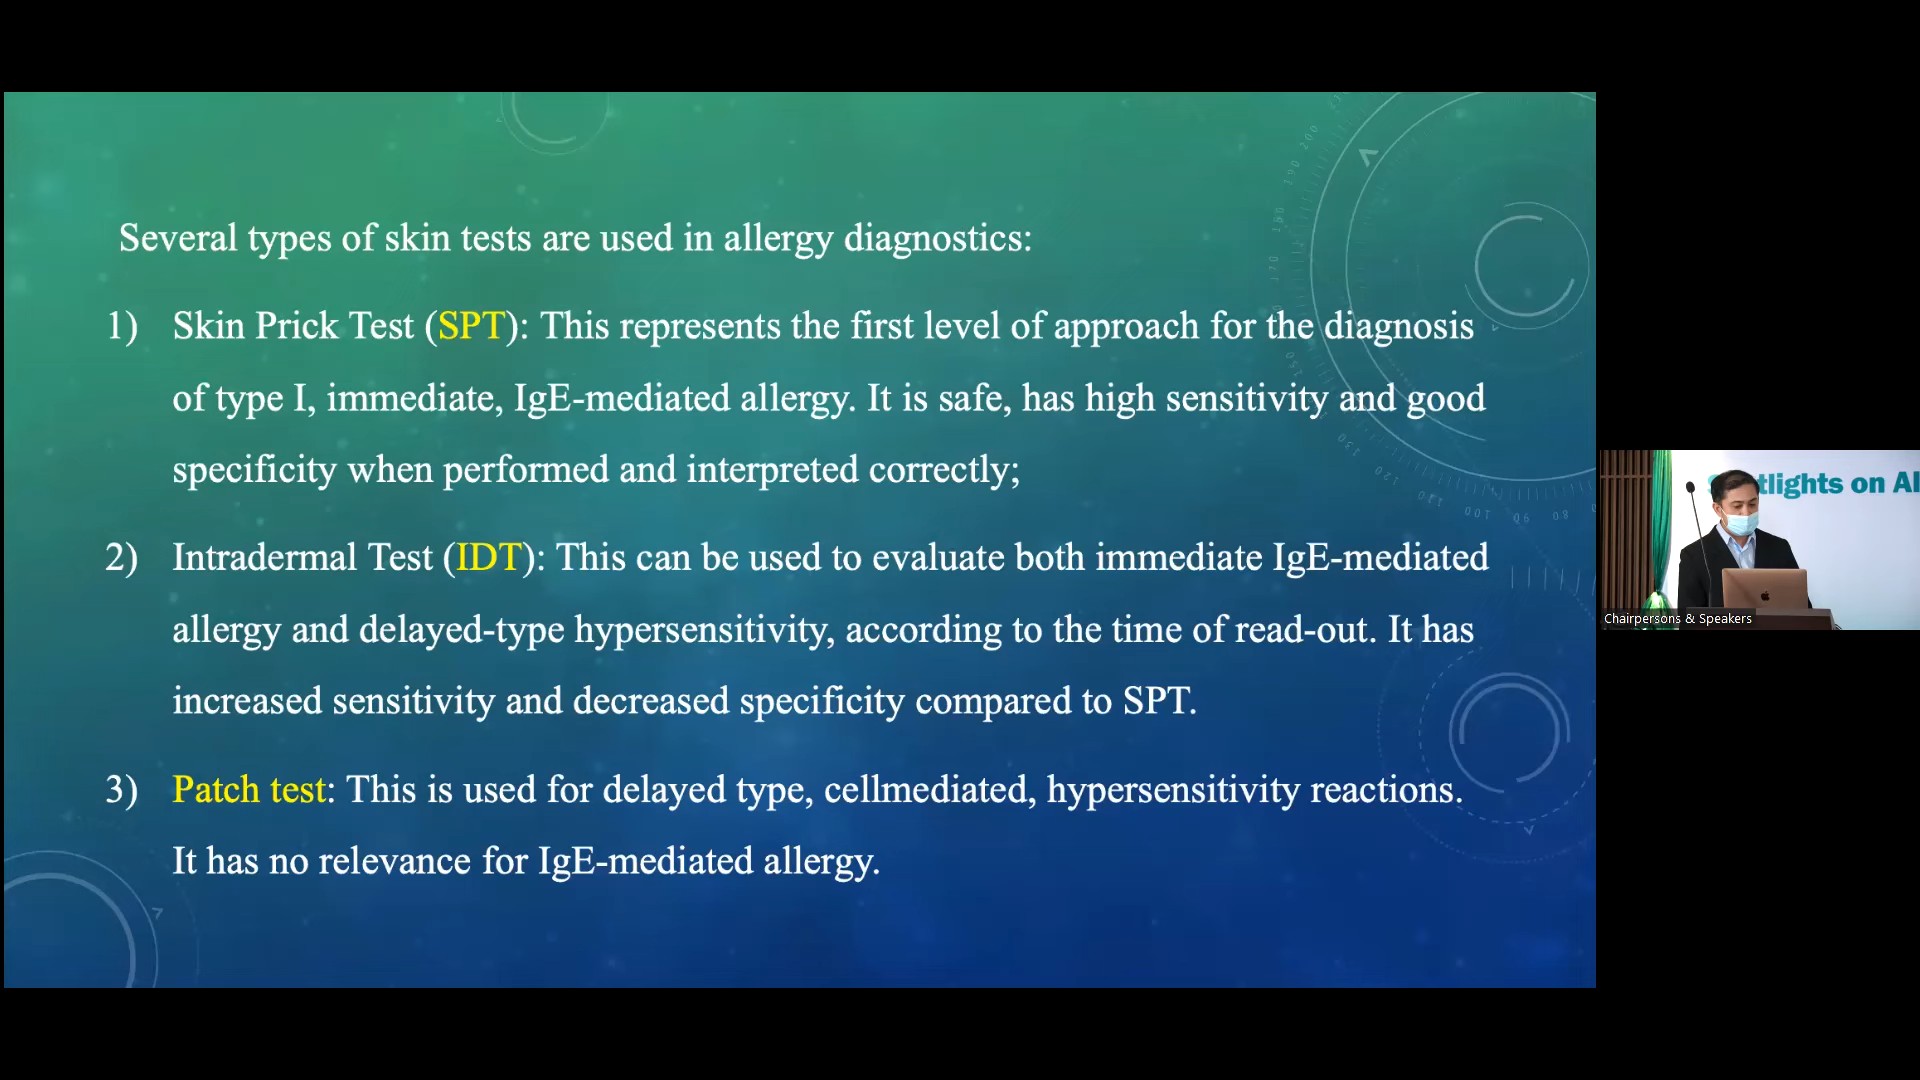 Several types of skin tests are used in allergy diagnostics:
1) Skin Prick Test (SPT): This represents the first level of approach for the diagnosis
of type I, immediate, IgE-mediated allergy. It is safe, has high sensitivity and good
specificity when performed and interpreted correctly;
2) Intradermal Test (IDT): This can be used to evaluate both immediate IgE-mediated
allergy and delayed-type hypersensitivity, according to the time of read-out. It has
increased sensitivity and decreased specificity compared to SPT.
3) Patch test: This is used for delayed type, cellmediated, hypersensitivity reactions.
It has no relevance for IgE-mediated allergy.
tlights on Al
Chairpersons & Speakers